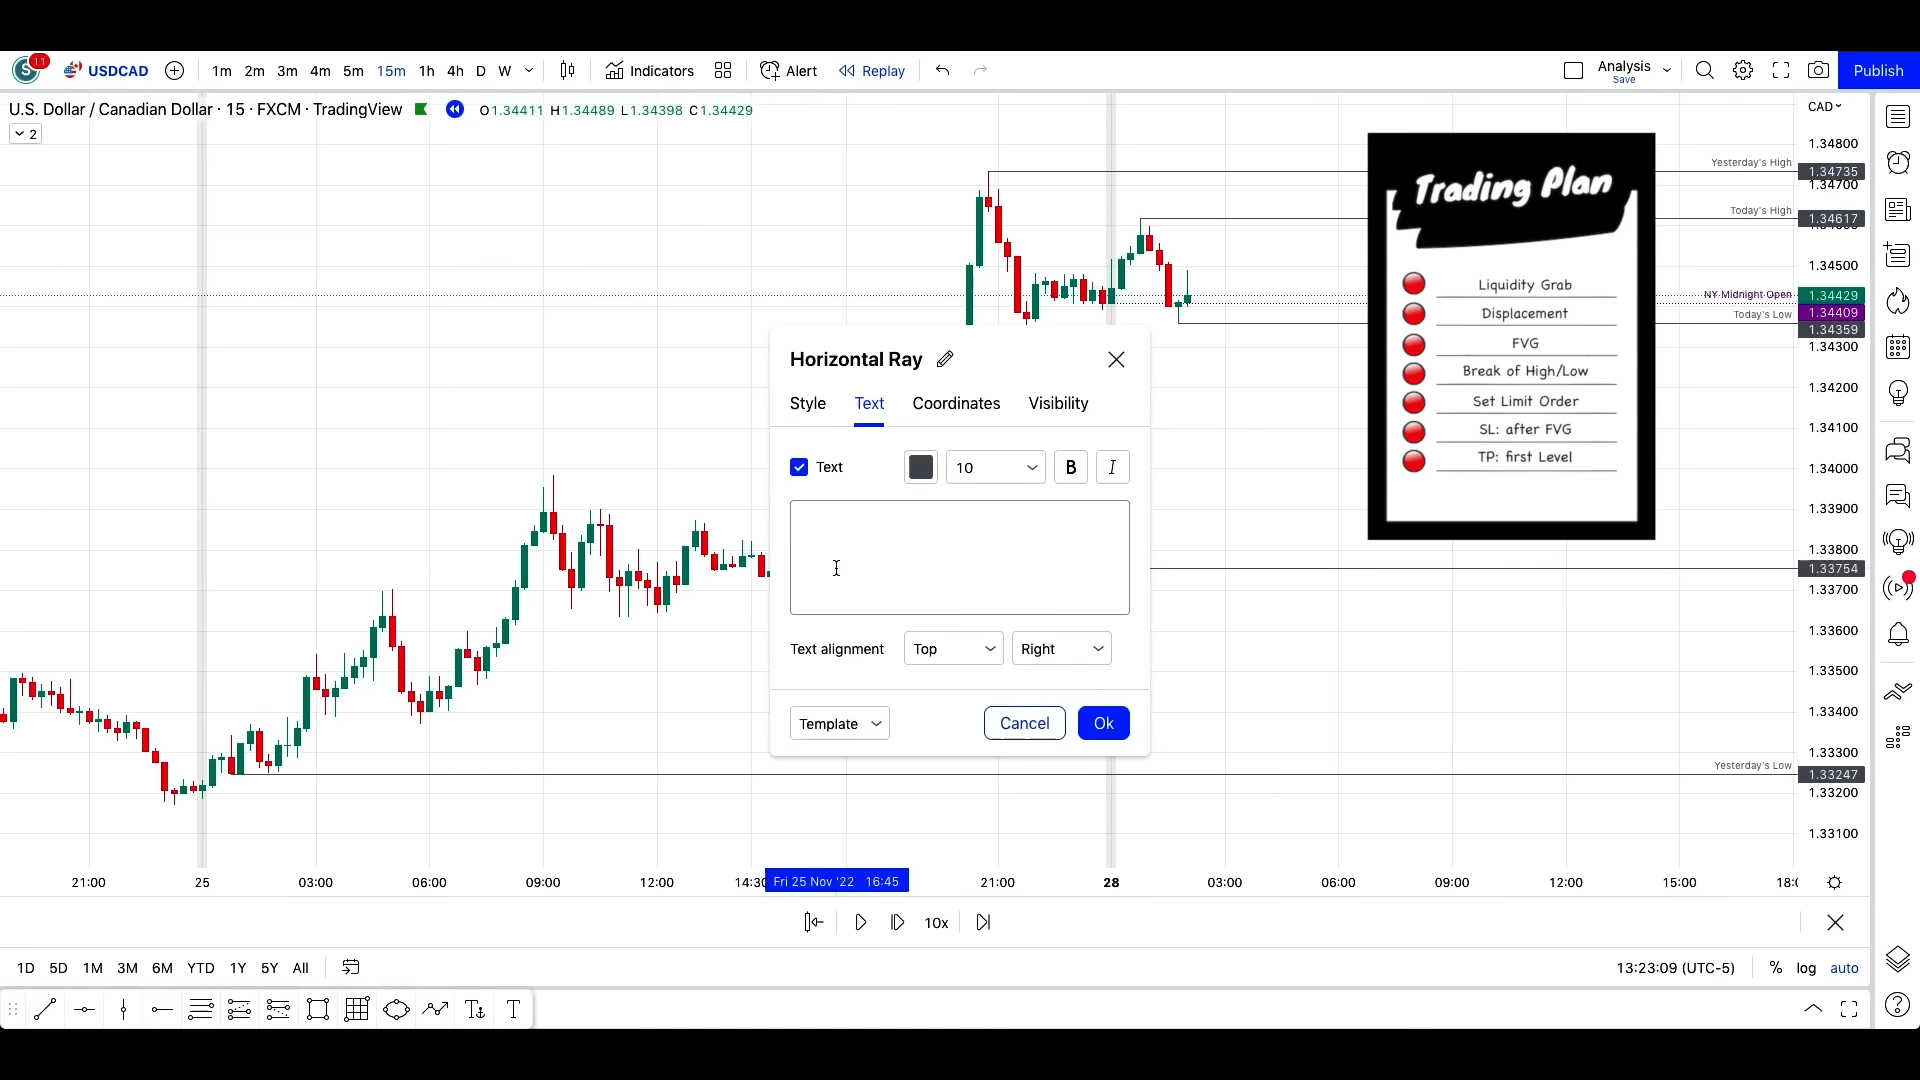 S 11 USDCAD 1m 2m 3m 4m 5m 15m 1h 4h D W Indicators Alert Replay Analysis Save Publish
U.S. Dollar / Canadian Dollar · 15 · FXCM · TradingView O1.34411 H1.34489 L1.34398 C1.34429
2
CAD
1.34800
Yesterday's High 1.34735
1.34700
Today's High 1.34617
1.34500
NY Midnight Open 1.34429
1.34409
Today's Low 1.34359
1.34300
1.34200
1.34100
1.34000
1.33900
1.33800
1.33754
1.33700
1.33600
1.33500
1.33400
1.33300
Yesterday's Low 1.33247
1.33200
1.33100
Trading Plan
Liquidity Grab
Displacement
FVG
Break of High/Low
Set Limit Order
SL: after FVG
TP: first Level
Horizontal Ray
Style Text Coordinates Visibility
Text 10 B I
Text alignment Top Right
Template Cancel Ok
21:00 25 03:00 06:00 09:00 12:00 14:30 Fri 25 Nov '22 16:45 21:00 28 03:00 06:00 09:00 12:00 15:00 18:0
10x
1D 5D 1M 3M 6M YTD 1Y 5Y All 13:23:09 (UTC-5) % log auto
T T